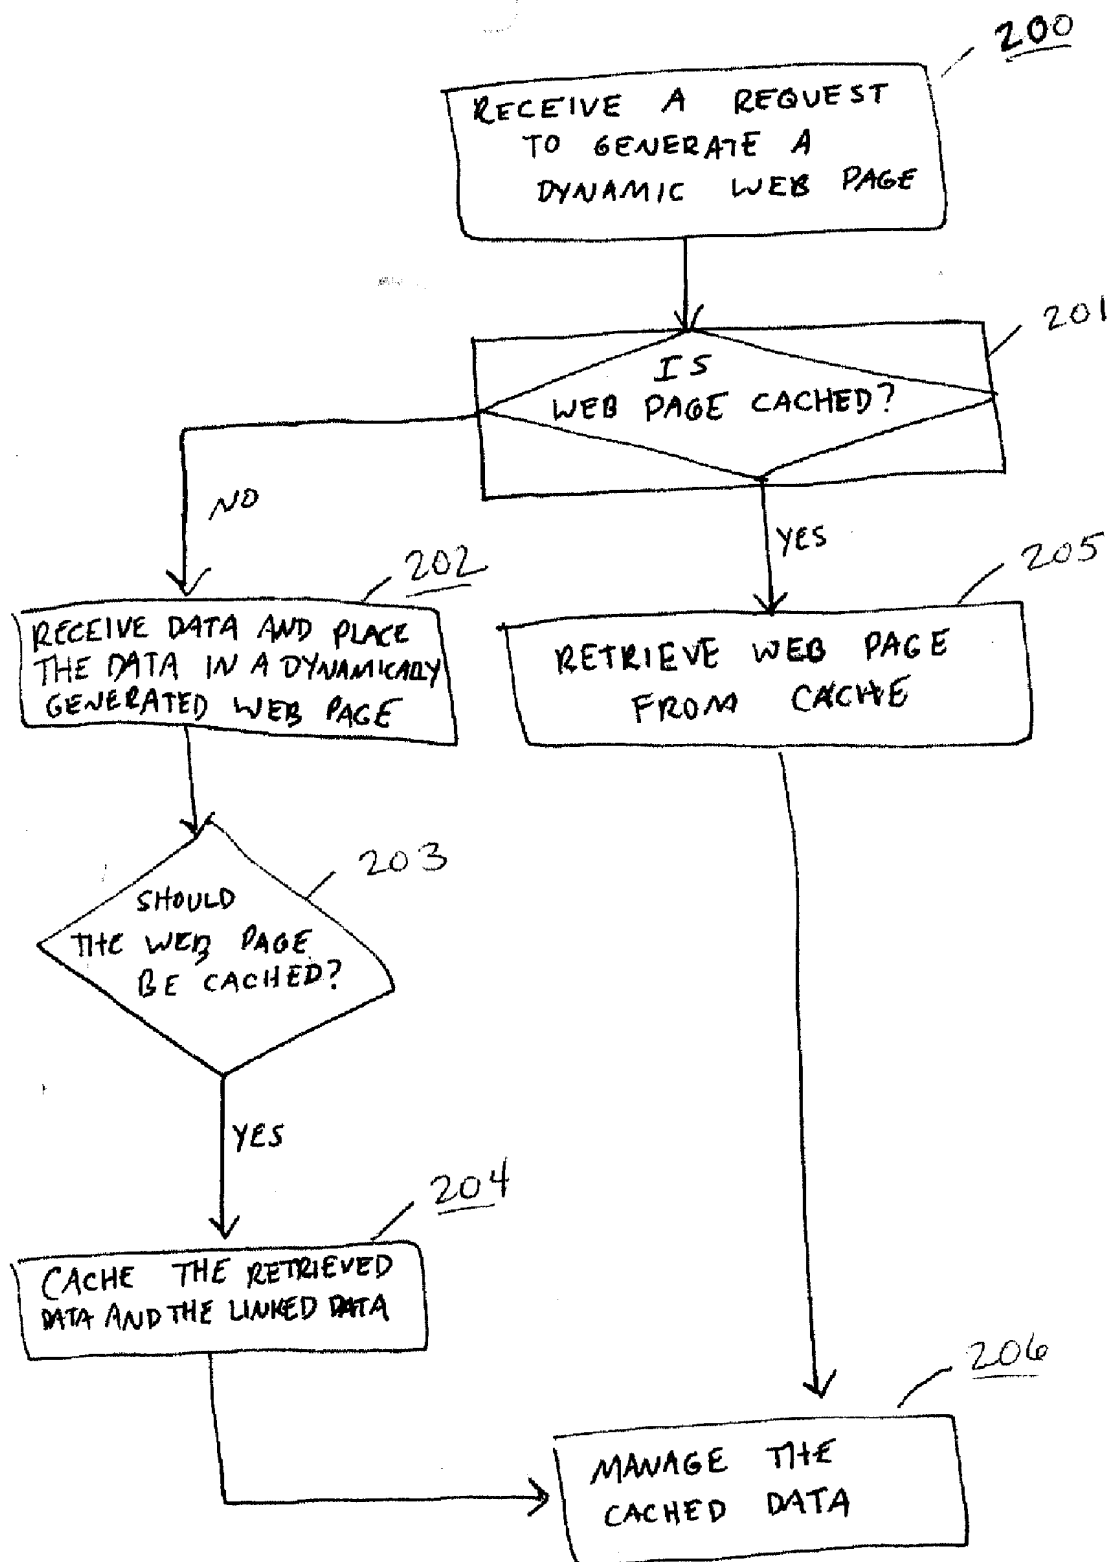 200
RECEIVE A REQUEST
TO GENERATE A
DYNAMIC WEB PAGE
201
IS
WEB PAGE CACHED?
NO
YES
202
RECEIVE DATA AND PLACE
THE DATA IN A DYNAMICALLY
GENERATED WEB PAGE
205
RETRIEVE WEB PAGE
FROM CACHE
203
SHOULD
THE WEB PAGE
BE CACHED?
YES
204
CACHE THE RETRIEVED
DATA AND THE LINKED DATA
206
MANAGE THE
CACHED DATA